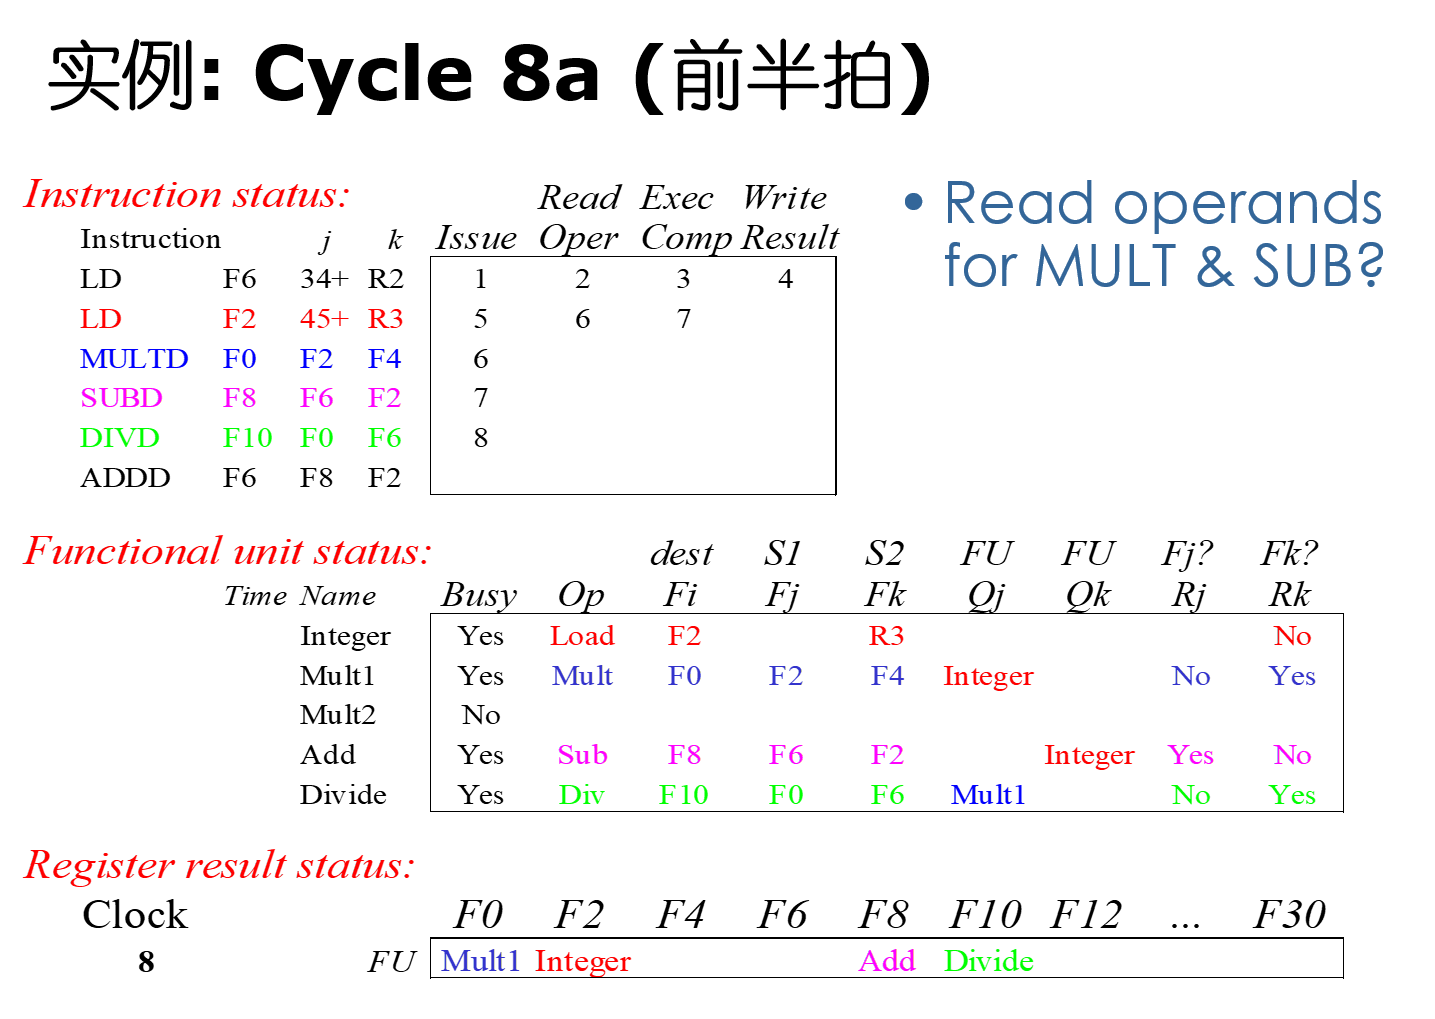 实例: Cycle 8a (前半拍)
• Read operands
for MULT & SUB?
Instruction status: Read Exec Write
Instruction j k Issue Oper Comp Result
LD F6 34+ R2 1 2 3 4
LD F2 45+ R3 5 6 7
MULTD F0 F2 F4 6
SUBD F8 F6 F2 7
DIVD F10 F0 F6 8
ADDD F6 F8 F2
Functional unit status: dest S1 S2 FU FU Fj? Fk?
Time Name Busy Op Fi Fj Fk Qj Qk Rj Rk
Integer Yes Load F2 R3 No
Mult1 Yes Mult F0 F2 F4 Integer No Yes
Mult2 No
Add Yes Sub F8 F6 F2 Integer Yes No
Divide Yes Div F10 F0 F6 Mult1 No Yes
Register result status:
Clock F0 F2 F4 F6 F8 F10 F12 ... F30
8 FU Mult1 Integer Add Divide